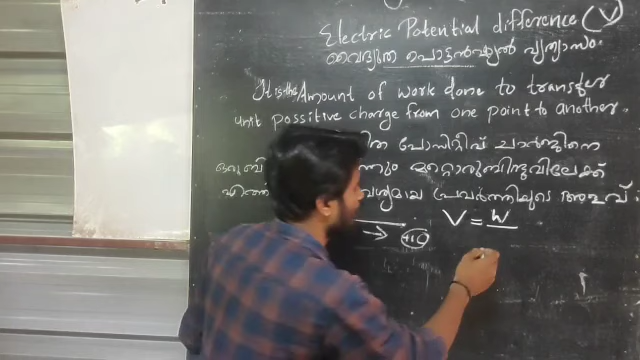 Electric Potential difference (V)
വൈദ്യുത പൊട്ടൻഷ്യൽ വ്യത്യാസം.
It is the Amount of work done to transfer
unit possitive charge from one point to another.
പോസിറ്റീവ് ചാർജ്ജിനെ
മറ്റൊരുബിന്ദുവിലേക്ക്
പ്രവർത്തിയുടെ അളവ്:
V = W
→ +1C